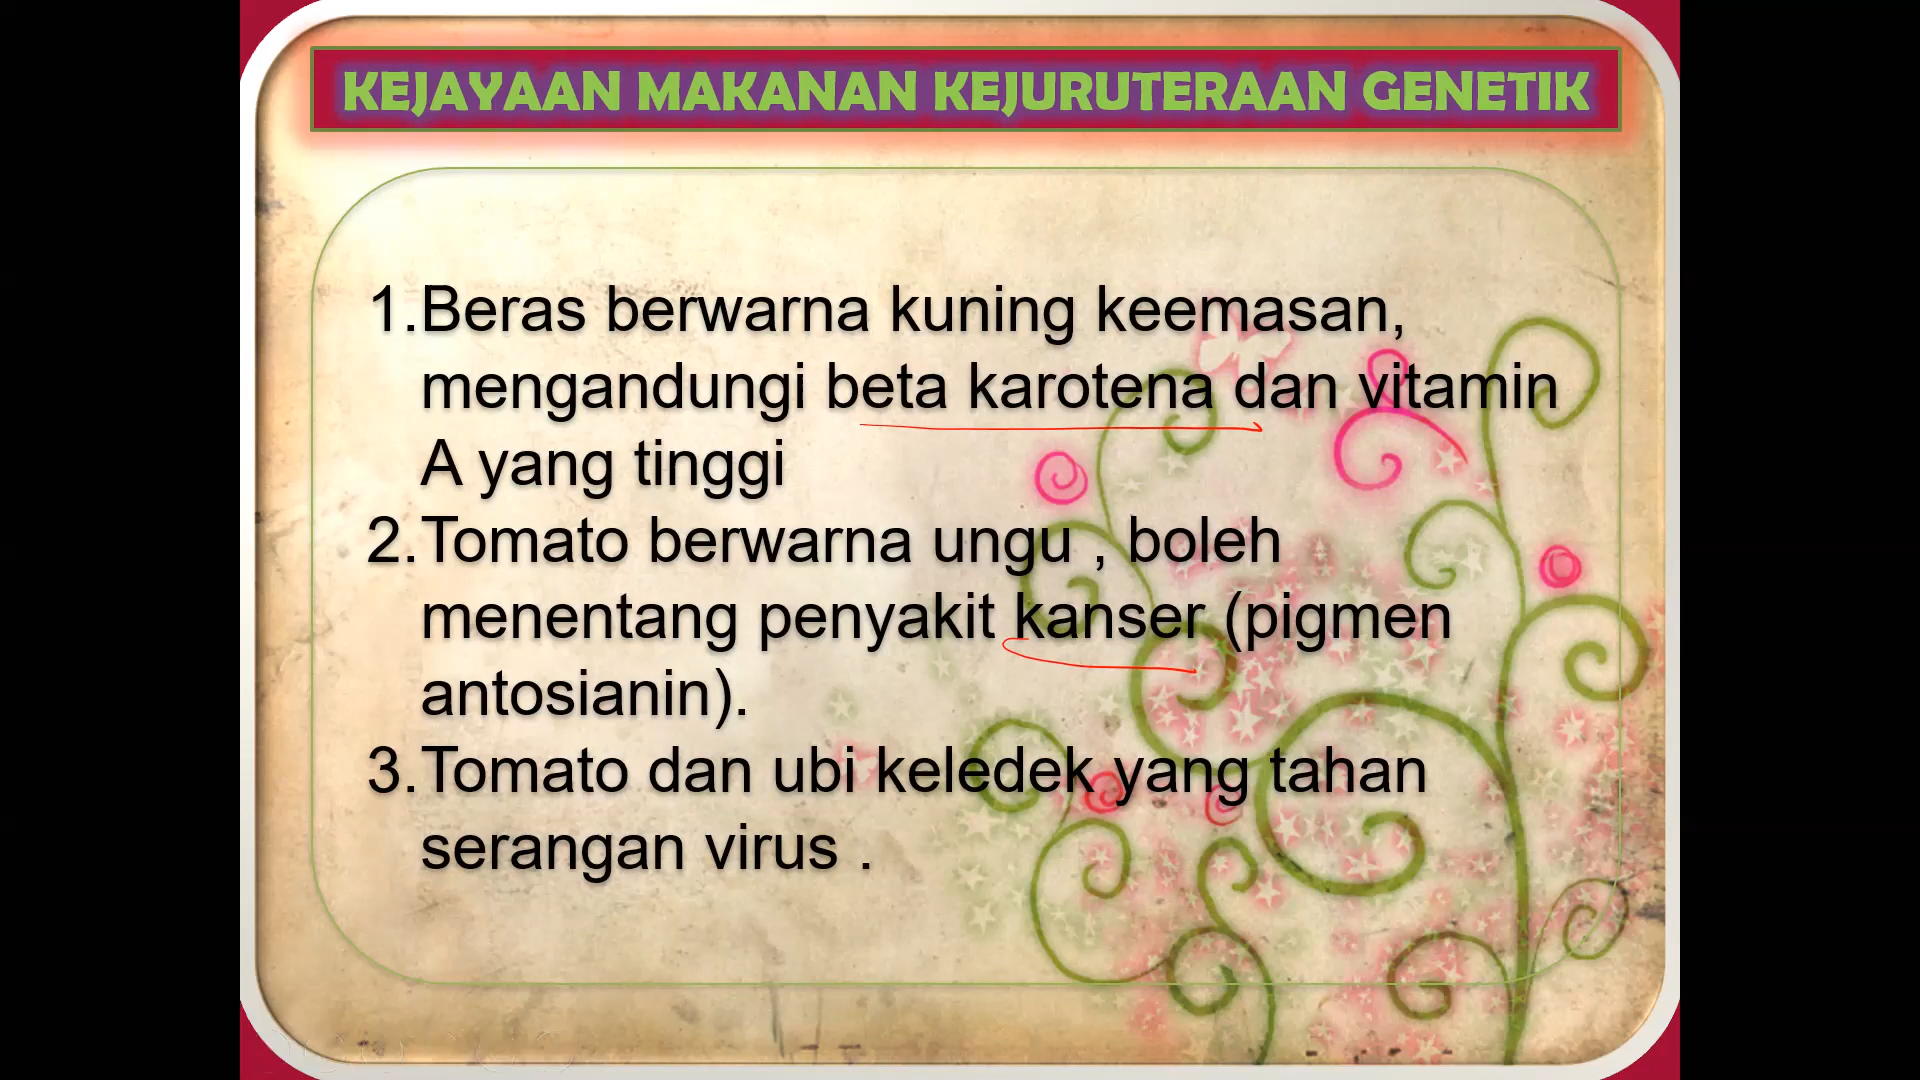 KEJAYAAN MAKANAN KEJURUTERAAN GENETIK
1.Beras berwarna kuning keemasan,
mengandungi beta karotena dan vitamin
A yang tinggi
2.Tomato berwarna ungu , boleh
menentang penyakit kanser (pigmen
antosianin).
3.Tomato dan ubi keledek yang tahan
serangan virus .